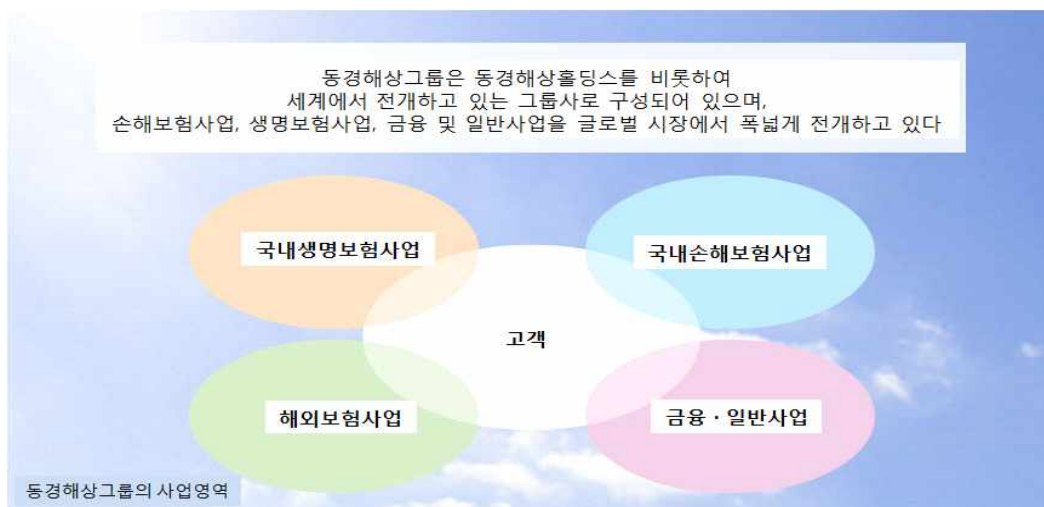 동경해상그룹은 동경해상홀딩스를 비롯하여
세계에서 전개하고 있는 그룹사로 구성되어 있으며,
손해보험사업, 생명보험사업, 금융 및 일반사업을 글로벌 시장에서 폭넓게 전개하고 있다
국내생명보험사업
국내손해보험사업
고객
해외보험사업
금융 · 일반사업
동경해상그룹의 사업영역